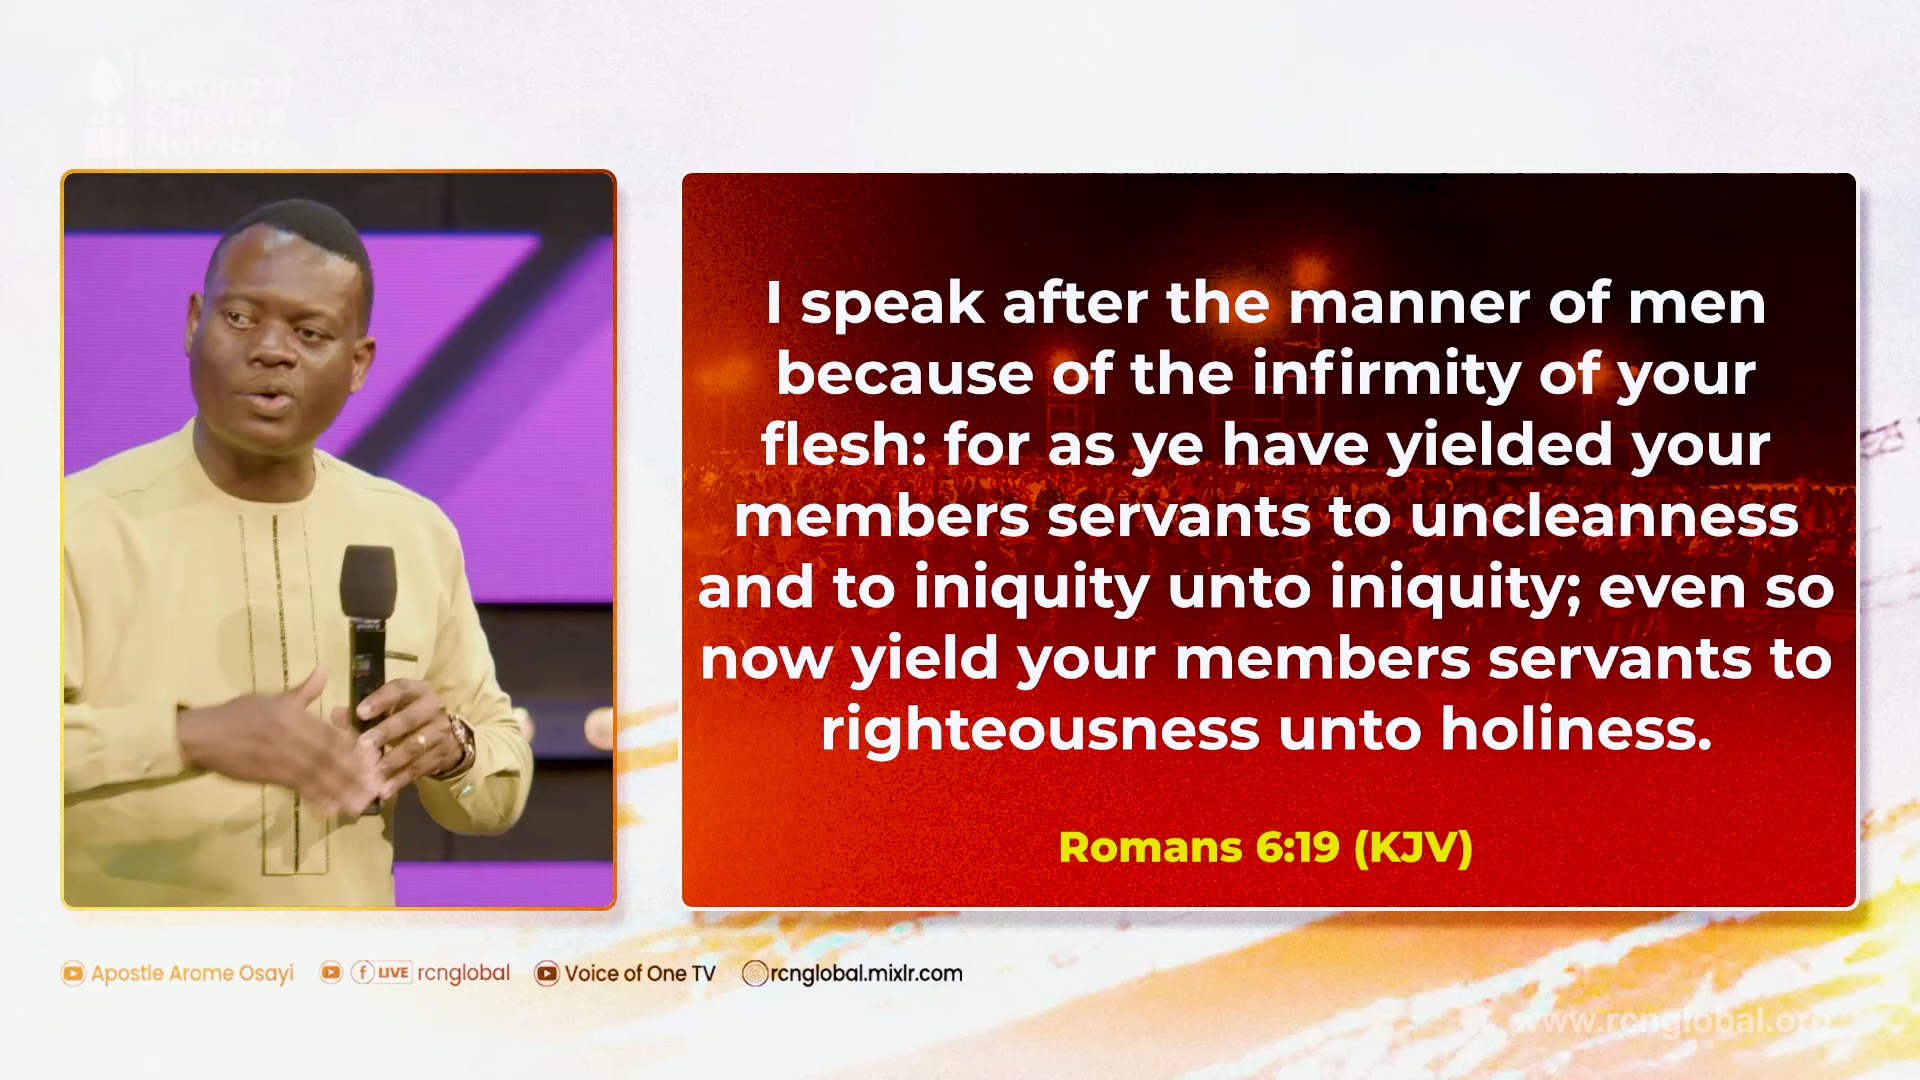 Remnant
Christian
Network
I speak after the manner of men
because of the infirmity of your
flesh: for as ye have yielded your
members servants to uncleanness
and to iniquity unto iniquity; even so
now yield your members servants to
righteousness unto holiness.
Romans 6:19 (KJV)
Apostle Arome Osayi LIVE rcnglobal Voice of One TV rcnglobal.mixlr.com
www.rcnglobal.org